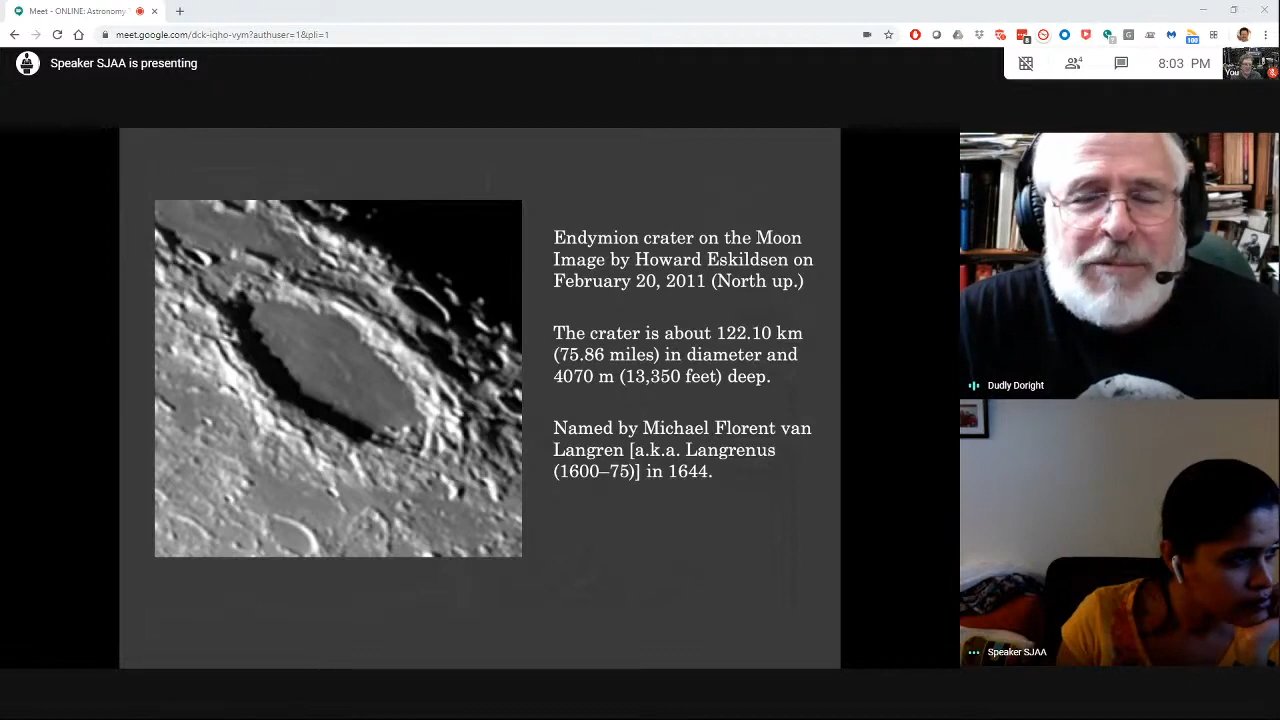 Meet - ONLINE: Astronomy
meet.google.com/dck-iqho-vym?authuser=1&pli=1
Speaker SJAA is presenting
4
8:03 PM
You
Endymion crater on the Moon
Image by Howard Eskildsen on
February 20, 2011 (North up.)
The crater is about 122.10 km
(75.86 miles) in diameter and
4070 m (13,350 feet) deep.
Named by Michael Florent van
Langren [a.k.a. Langrenus
(1600–75)] in 1644.
Dudly Doright
Speaker SJAA